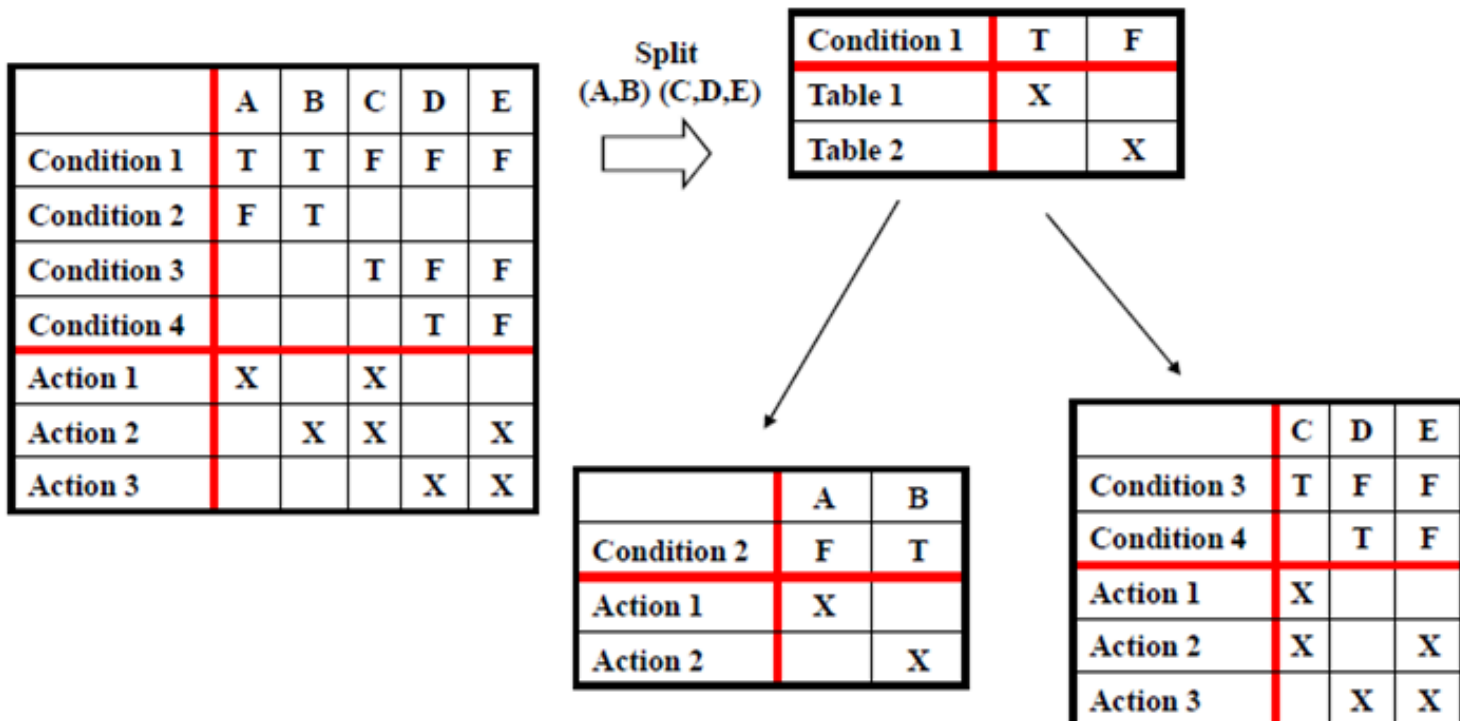 A B C D E
Condition 1 T T F F F
Condition 2 F T
Condition 3 T F F
Condition 4 T F
Action 1 X X
Action 2 X X X
Action 3 X X
Split
(A,B) (C,D,E)
Condition 1 T F
Table 1 X
Table 2 X
A B
Condition 2 F T
Action 1 X
Action 2 X
C D E
Condition 3 T F F
Condition 4 T F
Action 1 X
Action 2 X X
Action 3 X X